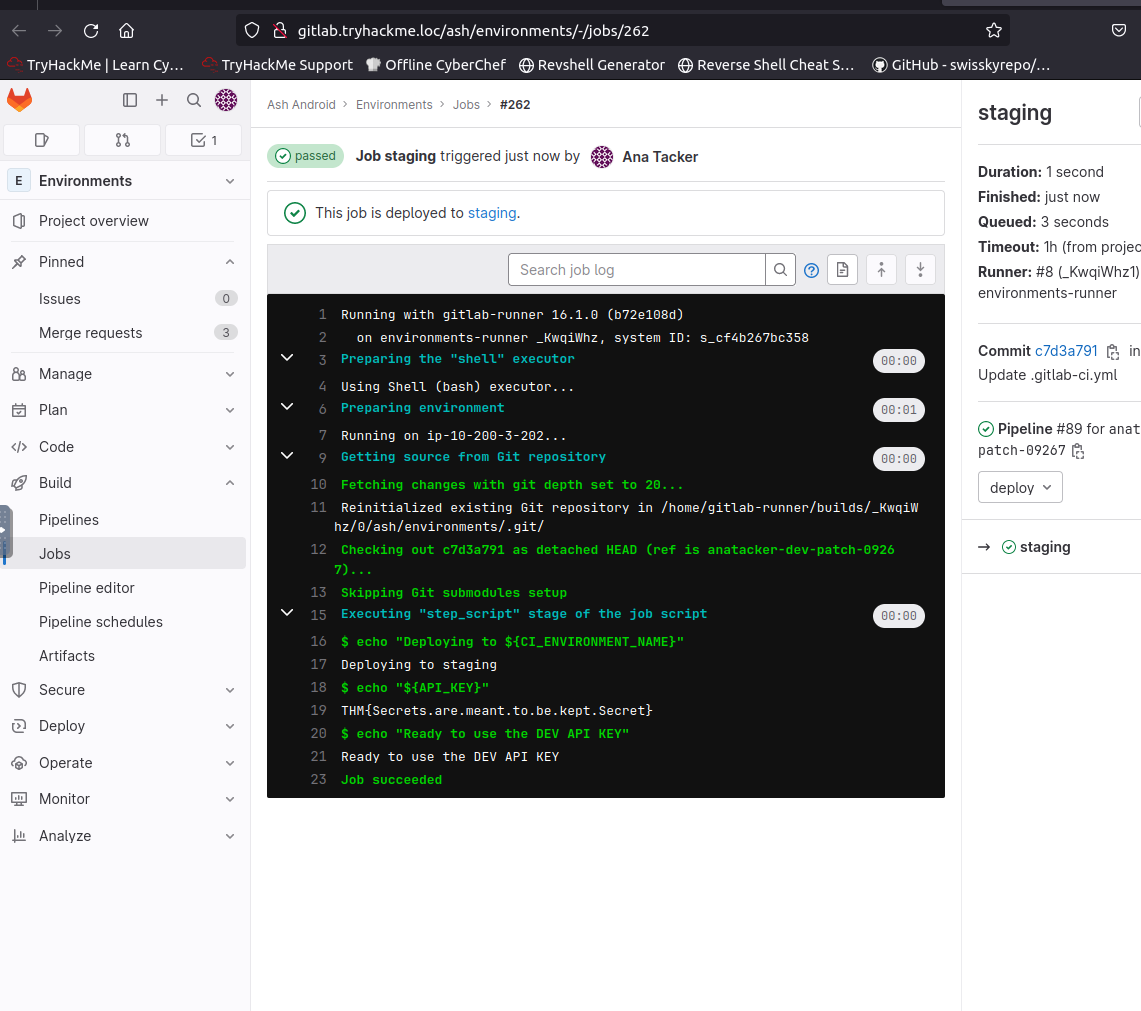 gitlab.tryhackme.loc/ash/environments/-/jobs/262
TryHackMe | Learn Cy… TryHackMe Support Offline CyberChef Revshell Generator Reverse Shell Cheat S… GitHub - swisskyrepo/…
1
E Environments
Project overview
Pinned
Issues 0
Merge requests 3
Manage
Plan
Code
Build
Pipelines
Jobs
Pipeline editor
Pipeline schedules
Artifacts
Secure
Deploy
Operate
Monitor
Analyze
Ash Android › Environments › Jobs › #262
passed Job staging triggered just now by Ana Tacker
This job is deployed to staging.
Search job log
1 Running with gitlab-runner 16.1.0 (b72e108d)
2 on environments-runner _KwqiWhz, system ID: s_cf4b267bc358
3 Preparing the "shell" executor 00:00
4 Using Shell (bash) executor...
6 Preparing environment 00:01
7 Running on ip-10-200-3-202...
9 Getting source from Git repository 00:00
10 Fetching changes with git depth set to 20...
11 Reinitialized existing Git repository in /home/gitlab-runner/builds/_KwqiW
hz/0/ash/environments/.git/
12 Checking out c7d3a791 as detached HEAD (ref is anatacker-dev-patch-0926
7)...
13 Skipping Git submodules setup
15 Executing "step_script" stage of the job script 00:00
16 $ echo "Deploying to ${CI_ENVIRONMENT_NAME}"
17 Deploying to staging
18 $ echo "${API_KEY}"
19 THM{Secrets.are.meant.to.be.kept.Secret}
20 $ echo "Ready to use the DEV API KEY"
21 Ready to use the DEV API KEY
23 Job succeeded
staging
Duration: 1 second
Finished: just now
Queued: 3 seconds
Timeout: 1h (from projec
Runner: #8 (_KwqiWhz1)
environments-runner
Commit c7d3a791 in
Update .gitlab-ci.yml
Pipeline #89 for anat
patch-09267
deploy
→ staging